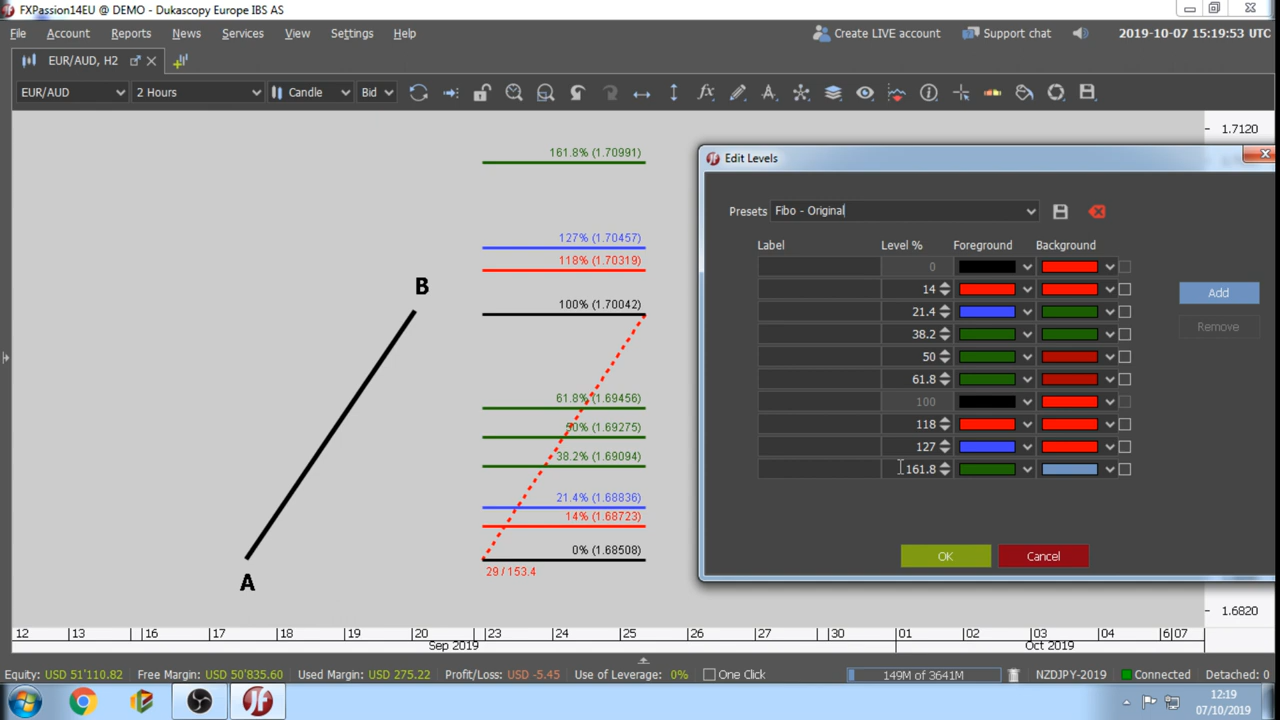 FXPassion14EU @ DEMO - Dukascopy Europe IBS AS
File Account Reports News Services View Settings Help
Create LIVE account Support chat 2019-10-07 15:19:53 UTC
EUR/AUD, H2
EUR/AUD 2 Hours Candle Bid
1.7120
161.8% (1.70991)
127% (1.70457)
118% (1.70319)
B
100% (1.70042)
61.8% (1.69456)
50% (1.69275)
38.2% (1.69094)
21.4% (1.68836)
14% (1.68723)
0% (1.68508)
29 / 153.4
A
Edit Levels
Presets Fibo - Original
Label Level % Foreground Background
0
14
21.4
38.2
50
61.8
100
118
127
161.8
Add
Remove
OK Cancel
1.6820
12 13 16 17 18 19 20 23 24 25 26 27 30 01 02 03 04 6 07
Sep 2019 Oct 2019
Equity: USD 51'110.82 Free Margin: USD 50'835.60 Used Margin: USD 275.22 Profit/Loss: USD -5.45 Use of Leverage: 0% One Click 149M of 3641M NZDJPY-2019 Connected Detached: 0
12:19
07/10/2019